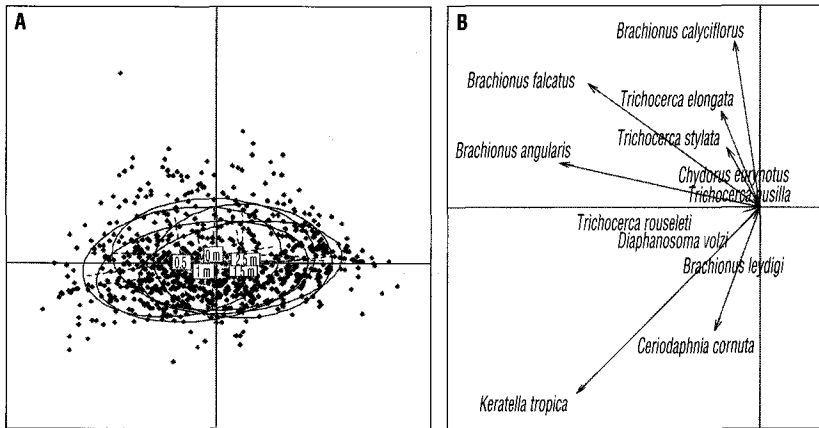 A
0.5
0 m
1 m
2.5 m
1.5 m
B
Brachionus calyciflorus
Brachionus falcatus
Trichocerca elongata
Trichocerca stylata
Brachionus angularis
Chydorus eurynotus
Trichocerca pusilla
Trichocerca rouseleti
Diaphanosoma volzi
Brachionus leydigi
Ceriodaphnia cornuta
Keratella tropica